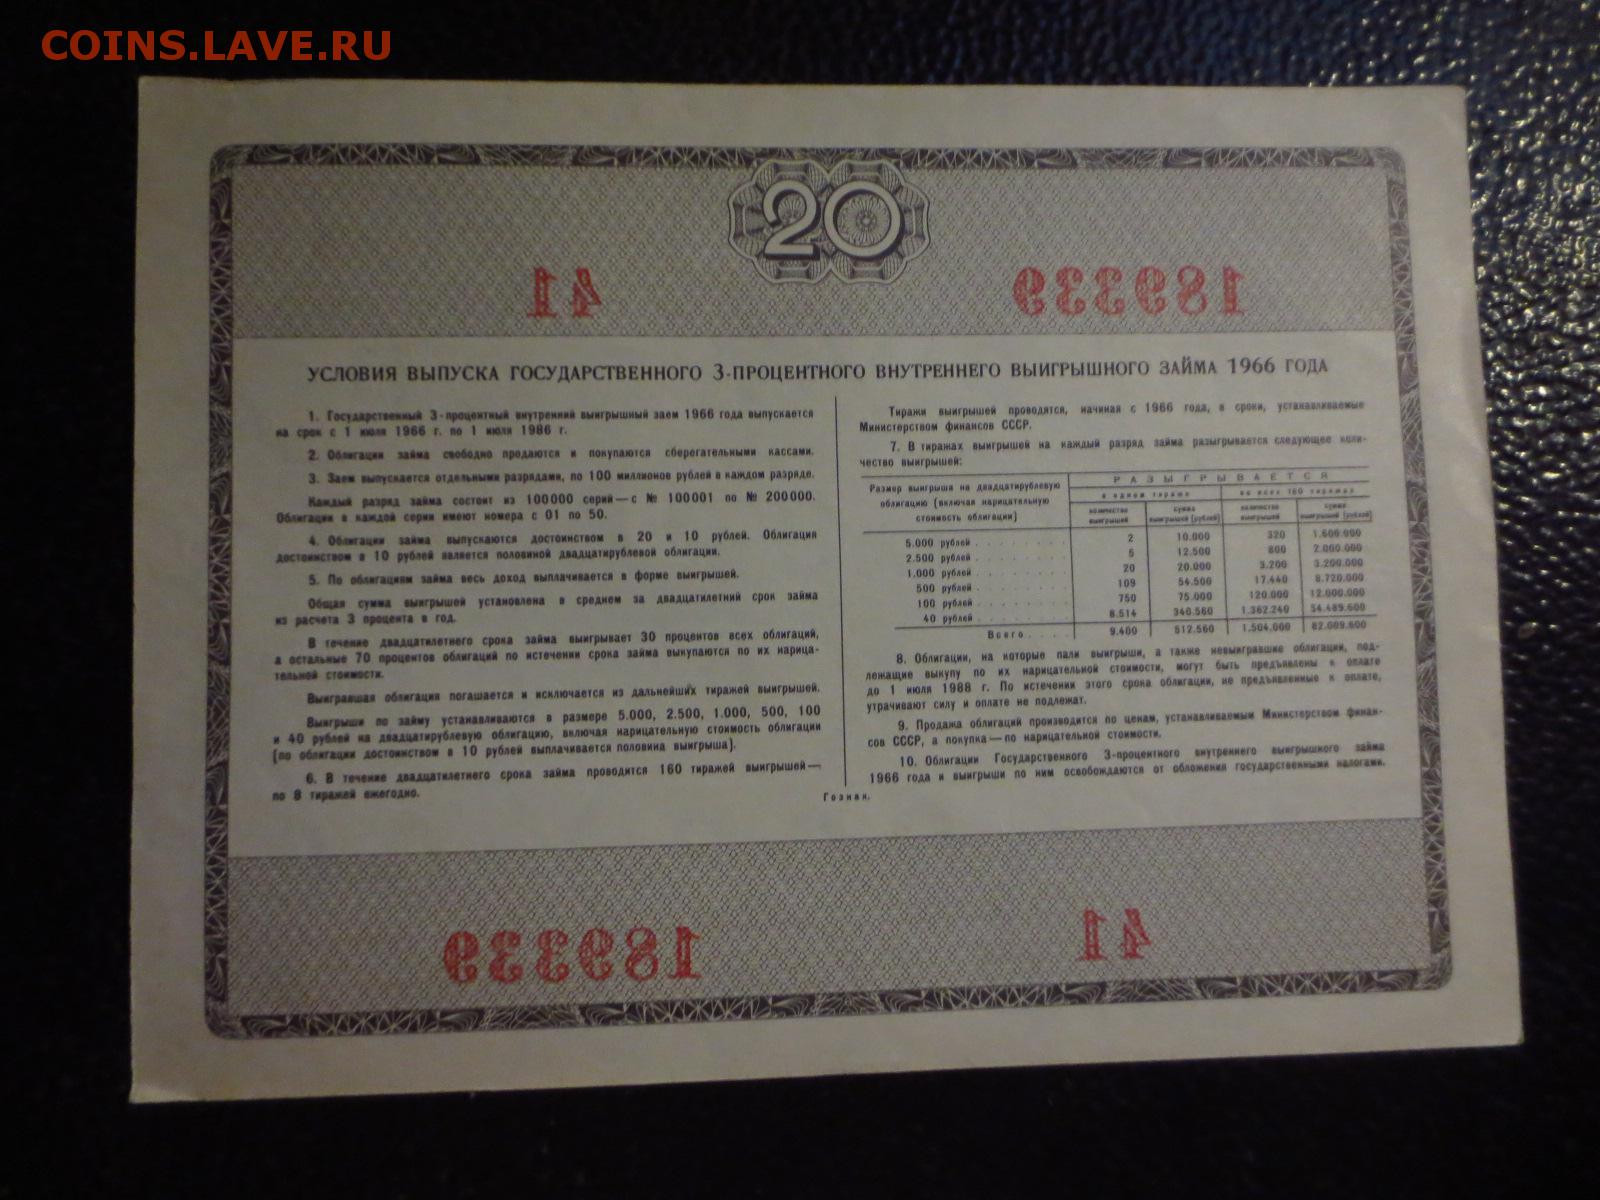 COINS.LAVE.RU
20
41 189339
УСЛОВИЯ ВЫПУСКА ГОСУДАРСТВЕННОГО 3-ПРОЦЕНТНОГО ВНУТРЕННЕГО ВЫИГРЫШНОГО ЗАЙМА 1966 ГОДА
1. Государственный 3-процентный внутренний выигрышный заем 1966 года выпускается
на срок с 1 июля 1966 г. по 1 июля 1986 г.
2. Облигации займа свободно продаются и покупаются сберегательными кассами.
3. Заем выпускается отдельными разрядами, по 100 миллионов рублей в каждом разряде.
Каждый разряд займа состоит из 100000 серий — с № 100001 по № 200000.
Облигации в каждой серии имеют номера с 01 по 50.
4. Облигации займа выпускаются достоинством в 20 и 10 рублей. Облигация
достоинством в 10 рублей является половиной двадцатирублевой облигации.
5. По облигациям займа весь доход выплачивается в форме выигрышей.
Общая сумма выигрышей установлена в среднем за двадцатилетний срок займа
из расчета 3 процента в год.
В течение двадцатилетнего срока займа выигрывает 30 процентов всех облигаций,
а остальные 70 процентов облигаций по истечении срока займа выкупаются по их нарица-
тельной стоимости.
Выигравшая облигация погашается и исключается из дальнейших тиражей выигрышей.
Выигрыши по займу устанавливаются в размере 5.000, 2.500, 1.000, 500, 100
и 40 рублей на двадцатирублевую облигацию, включая нарицательную стоимость облигации
(по облигации достоинством в 10 рублей выплачивается половина выигрыша).
6. В течение двадцатилетнего срока займа проводится 160 тиражей выигрышей —
по 8 тиражей ежегодно.
Тиражи выигрышей проводятся, начиная с 1966 года, в сроки, устанавливаемые
Министерством финансов СССР.
7. В тиражах выигрышей на каждый разряд займа разыгрывается следующее коли-
чество выигрышей:
Размер выигрыша на двадцатирублевую
облигацию (включая нарицательную
стоимость облигации)
РАЗЫГРЫВАЕТСЯ
в одном тираже во всех 160 тиражах
количество выигрышей сумма выигрышей (рублей) количество выигрышей сумма выигрышей (рублей)
5.000 рублей . . . . . . . . . 2 10.000 320 1.600.000
2.500 рублей . . . . . . . . . 5 12.500 800 2.000.000
1.000 рублей . . . . . . . . . 20 20.000 3.200 3.200.000
500 рублей . . . . . . . . . 109 54.500 17.440 8.720.000
100 рублей . . . . . . . . . 750 75.000 120.000 12.000.000
40 рублей . . . . . . . . . 8.514 340.560 1.362.240 54.489.600
Всего . . . . 9.400 512.560 1.504.000 82.009.600
8. Облигации, на которые пали выигрыши, а также невыигравшие облигации, под-
лежащие выкупу по их нарицательной стоимости, могут быть предъявлены к оплате
до 1 июля 1988 г. По истечении этого срока облигации, не предъявленные к оплате,
утрачивают силу и оплате не подлежат.
9. Продажа облигаций производится по ценам, устанавливаемым Министерством финан-
сов СССР, а покупка — по нарицательной стоимости.
10. Облигации Государственного 3-процентного внутреннего выигрышного займа
1966 года и выигрыши по ним освобождаются от обложения государственными налогами.
Гознак.
189339 41